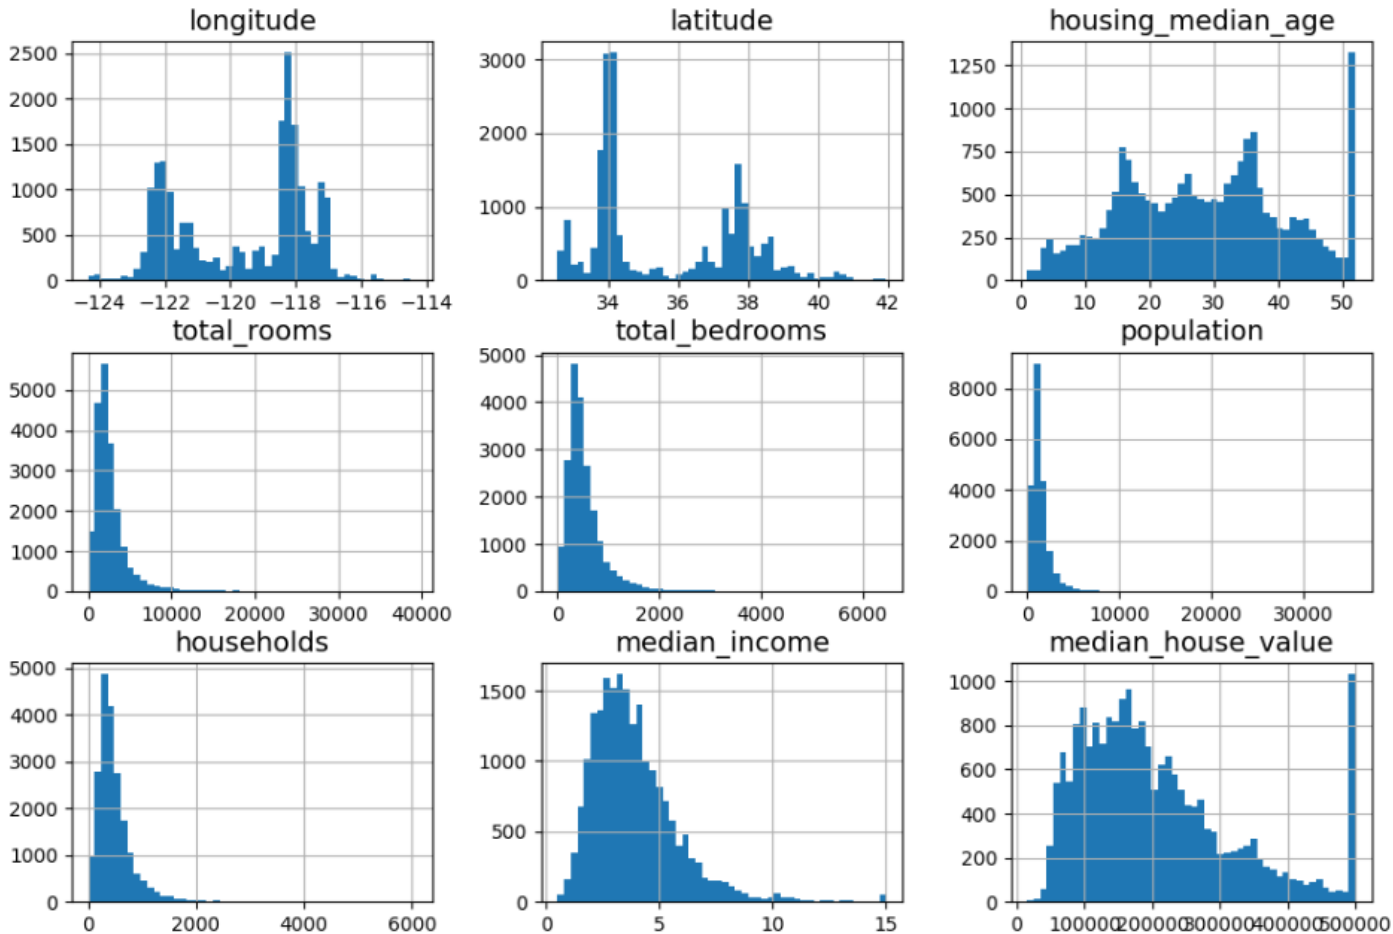 longitude
2500
2000
1500
1000
500
0
−124 −122 −120 −118 −116 −114
latitude
3000
2000
1000
0
34 36 38 40 42
housing_median_age
1250
1000
750
500
250
0
0 10 20 30 40 50
total_rooms
5000
4000
3000
2000
1000
0
0 10000 20000 30000 40000
total_bedrooms
5000
4000
3000
2000
1000
0
0 2000 4000 6000
population
8000
6000
4000
2000
0
0 10000 20000 30000
households
5000
4000
3000
2000
1000
0
0 2000 4000 6000
median_income
1500
1000
500
0
0 5 10 15
median_house_value
1000
800
600
400
200
0
0 100000 200000 300000 400000 500000